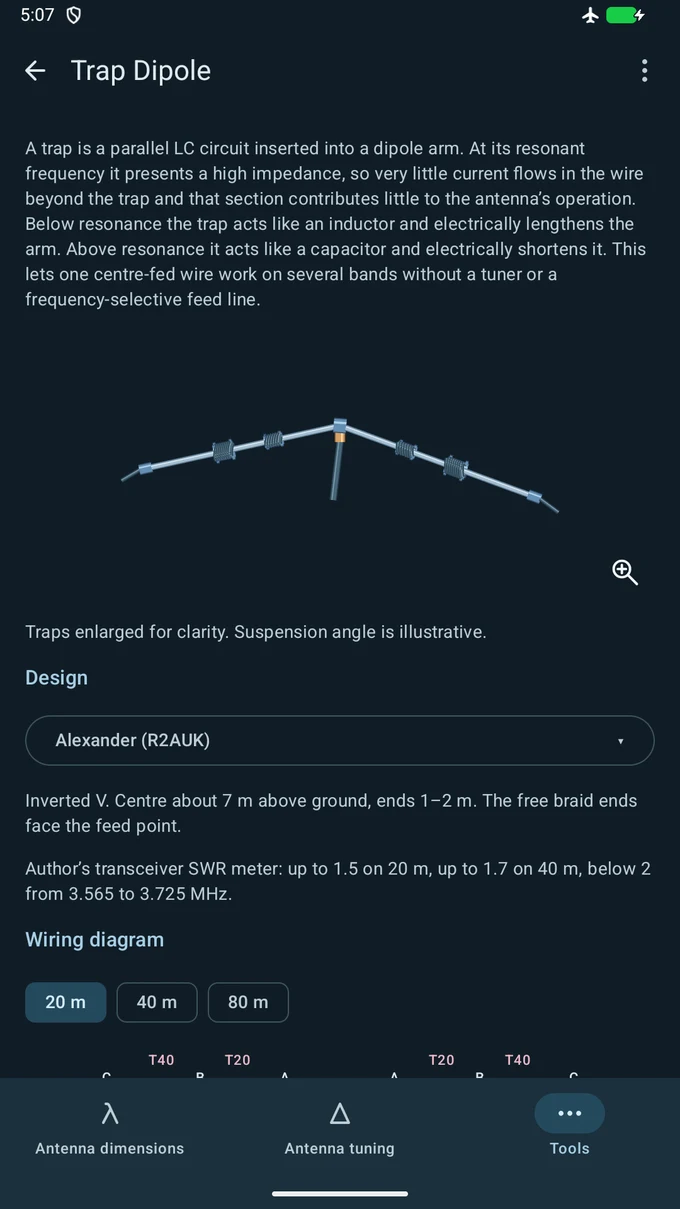 5:07
Trap Dipole
A trap is a parallel LC circuit inserted into a dipole arm. At its resonant
frequency it presents a high impedance, so very little current flows in the wire
beyond the trap and that section contributes little to the antenna’s operation.
Below resonance the trap acts like an inductor and electrically lengthens the
arm. Above resonance it acts like a capacitor and electrically shortens it. This
lets one centre-fed wire work on several bands without a tuner or a
frequency-selective feed line.
Traps enlarged for clarity. Suspension angle is illustrative.
Design
Alexander (R2AUK)
Inverted V. Centre about 7 m above ground, ends 1–2 m. The free braid ends
face the feed point.
Author’s transceiver SWR meter: up to 1.5 on 20 m, up to 1.7 on 40 m, below 2
from 3.565 to 3.725 MHz.
Wiring diagram
20 m 40 m 80 m
T40 T20 T20 T40
C B A A B C
λ Δ
Antenna dimensions Antenna tuning Tools